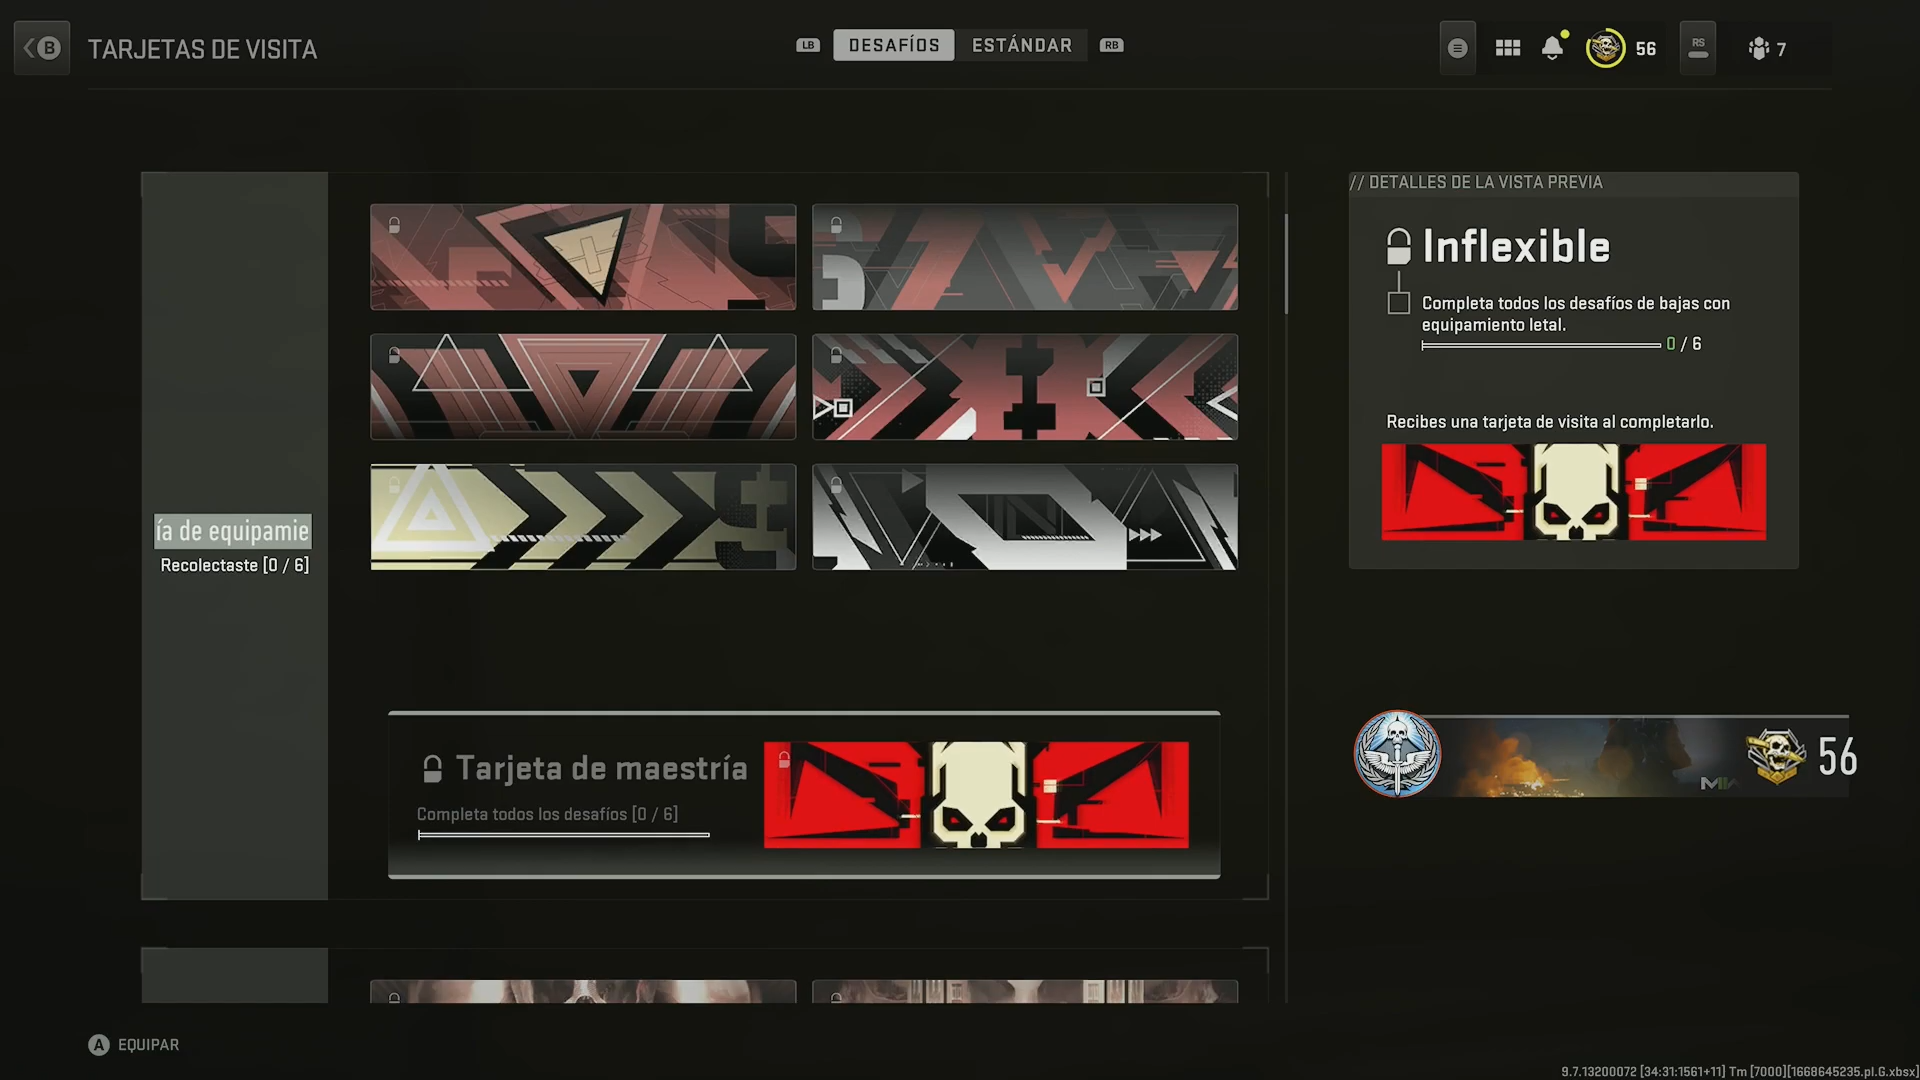 B TARJETAS DE VISITA
LB DESAFÍOS ESTÁNDAR RB
56
RS
7
ía de equipamie
Recolectaste [0 / 6]
// DETALLES DE LA VISTA PREVIA
Inflexible
Completa todos los desafíos de bajas con
equipamiento letal.
0 / 6
Recibes una tarjeta de visita al completarlo.
Tarjeta de maestría
Completa todos los desafíos [0 / 6]
56
A EQUIPAR
9.7.13200072 [34:31:1561+11] Tm [7000][1668645235.pl.G.xbsx]